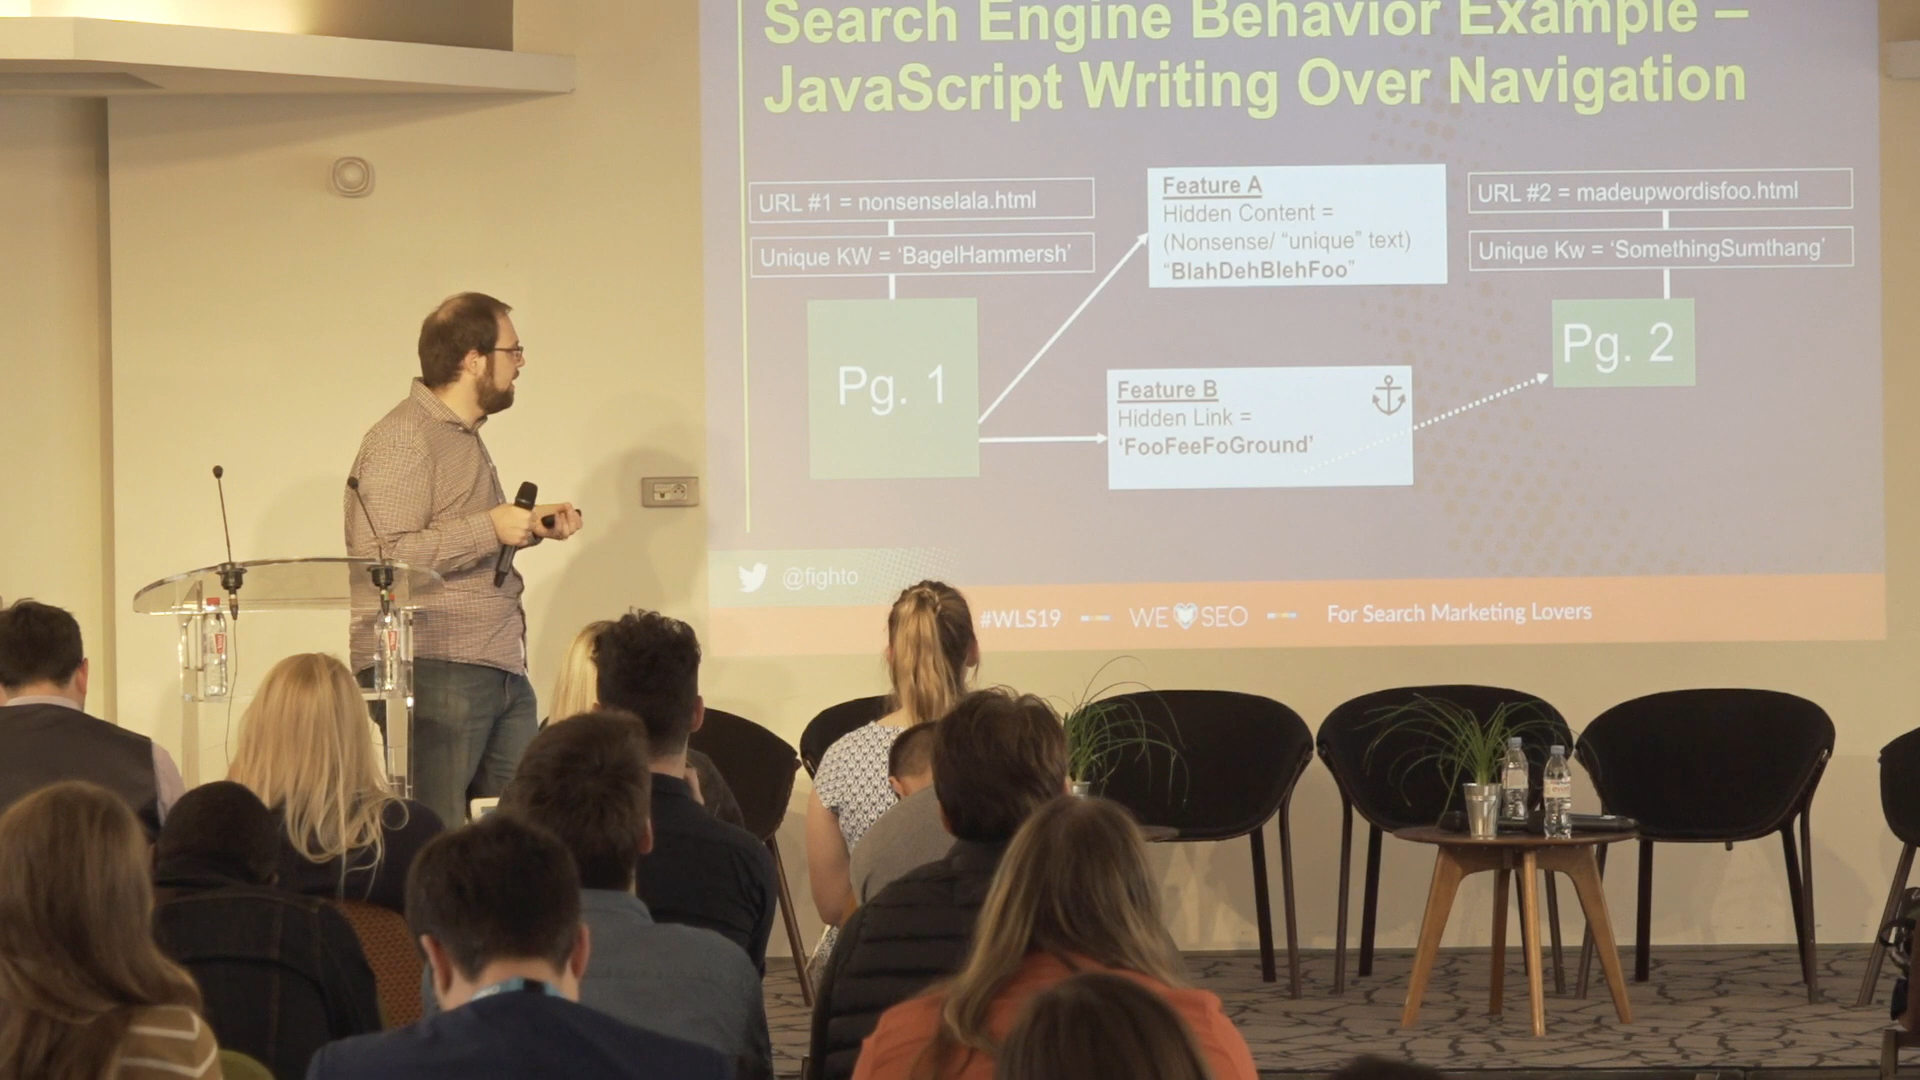 Search Engine Behavior Example –
JavaScript Writing Over Navigation
URL #1 = nonsenselala.html
Unique KW = ‘BagelHammersh’
Pg. 1
Feature A
Hidden Content =
(Nonsense/ “unique” text)
“BlahDehBlehFoo”
Feature B
Hidden Link =
‘FooFeeFoGround’
URL #2 = madeupwordisfoo.html
Unique Kw = ‘SomethingSumthang’
Pg. 2
@fighto
#WLS19
WE SEO
For Search Marketing Lovers